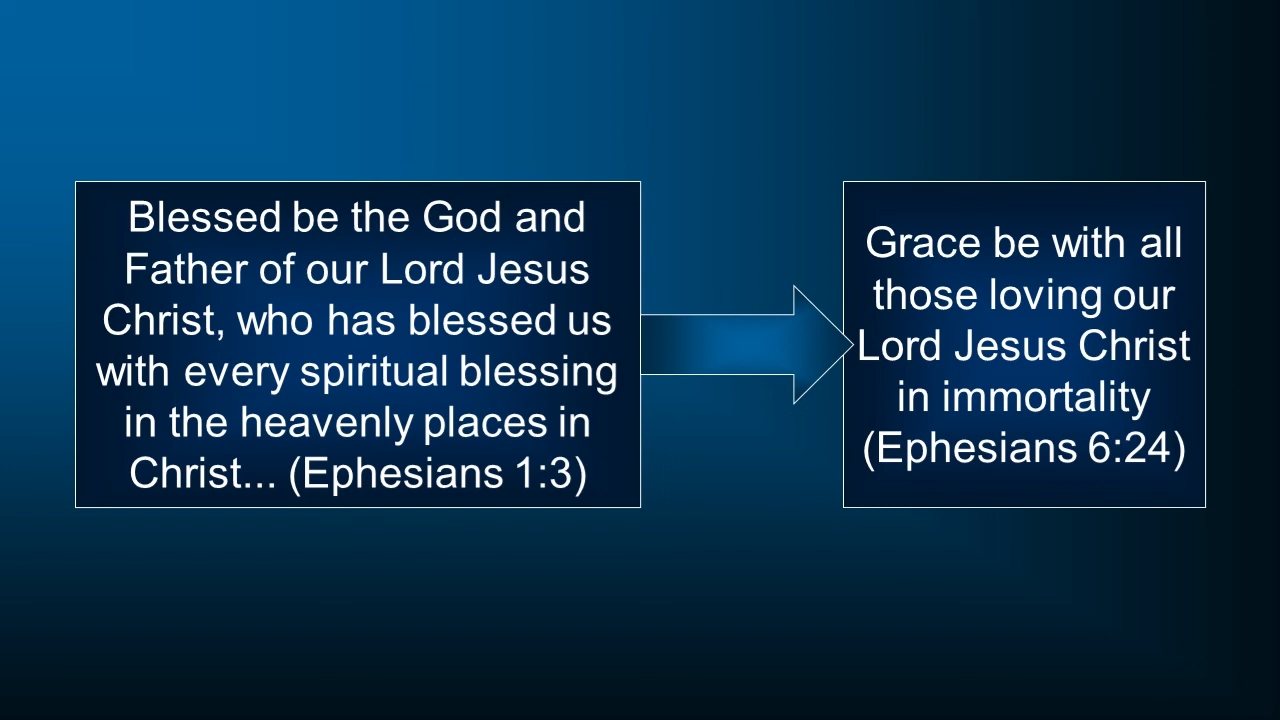 Blessed be the God and
Father of our Lord Jesus
Christ, who has blessed us
with every spiritual blessing
in the heavenly places in
Christ... (Ephesians 1:3)
Grace be with all
those loving our
Lord Jesus Christ
in immortality
(Ephesians 6:24)